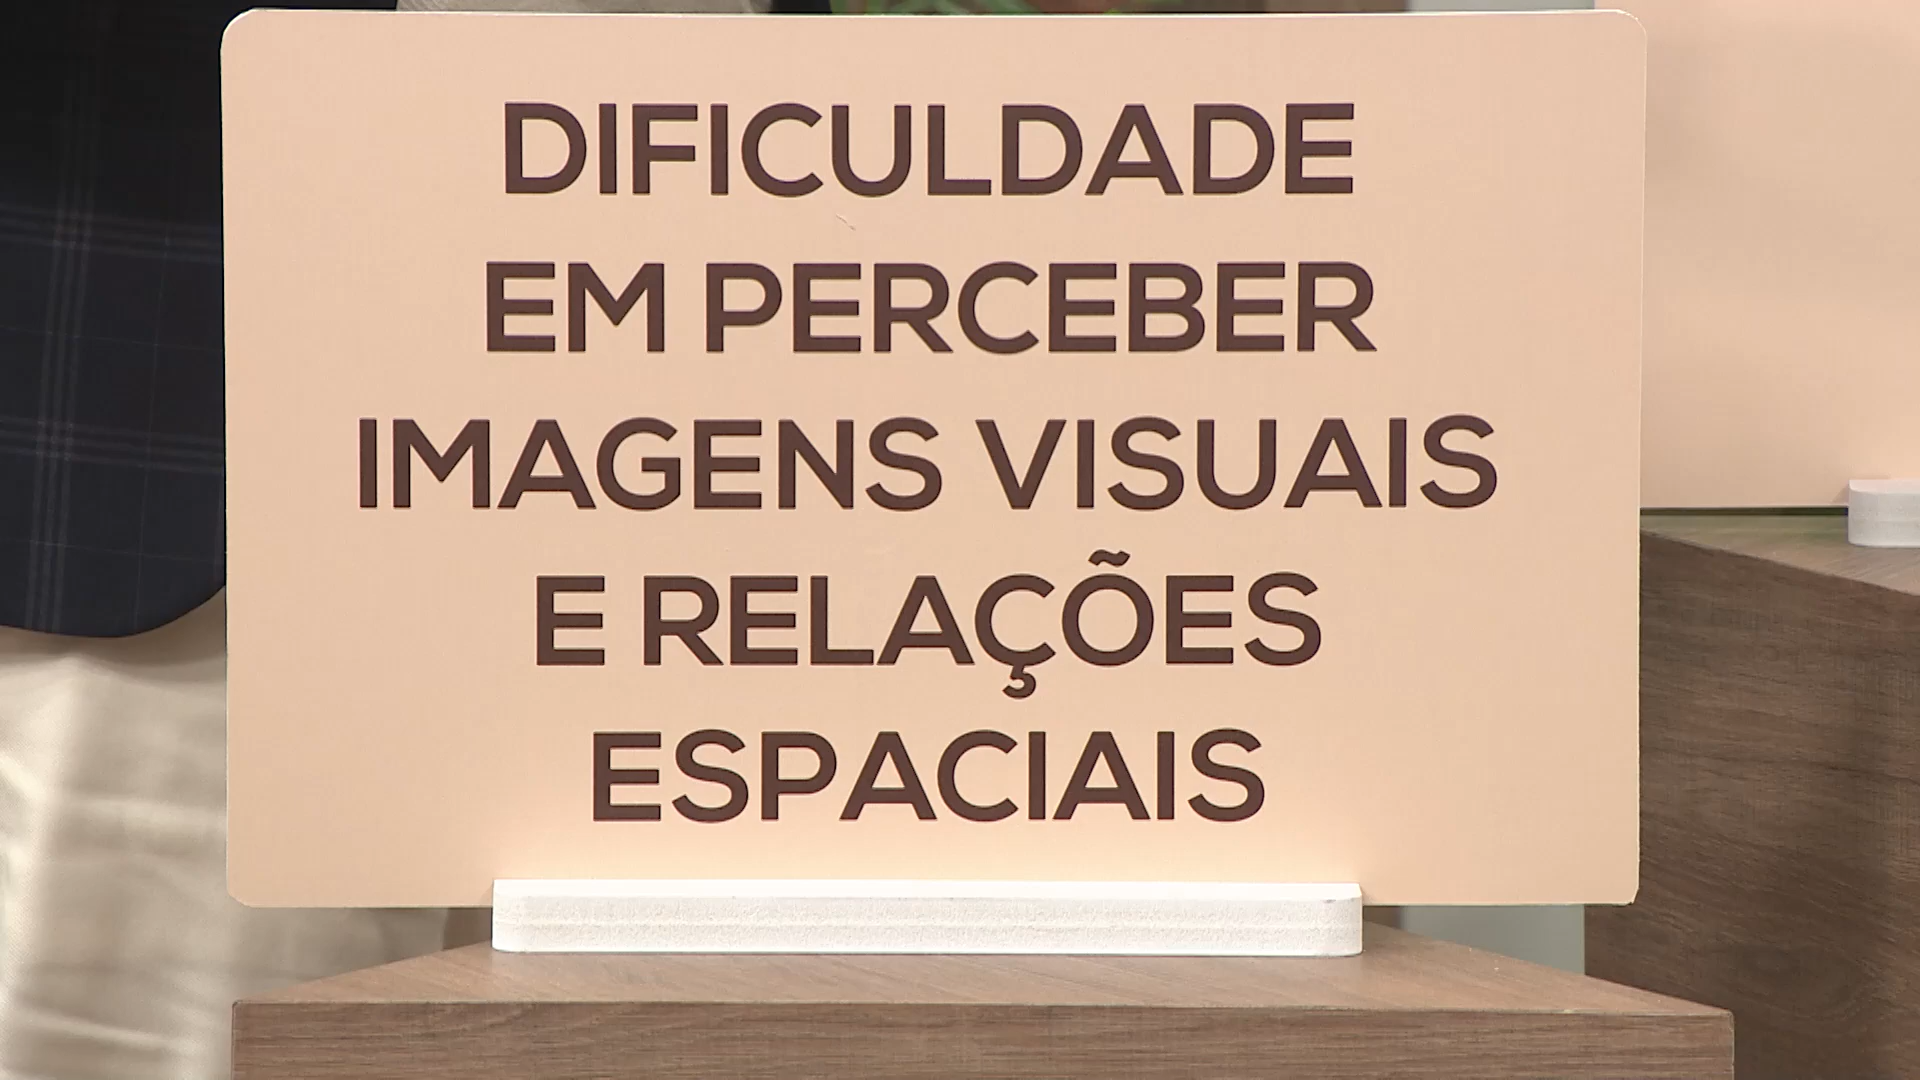 DIFICULDADE
EM PERCEBER
IMAGENS VISUAIS
E RELAÇÕES
ESPACIAIS